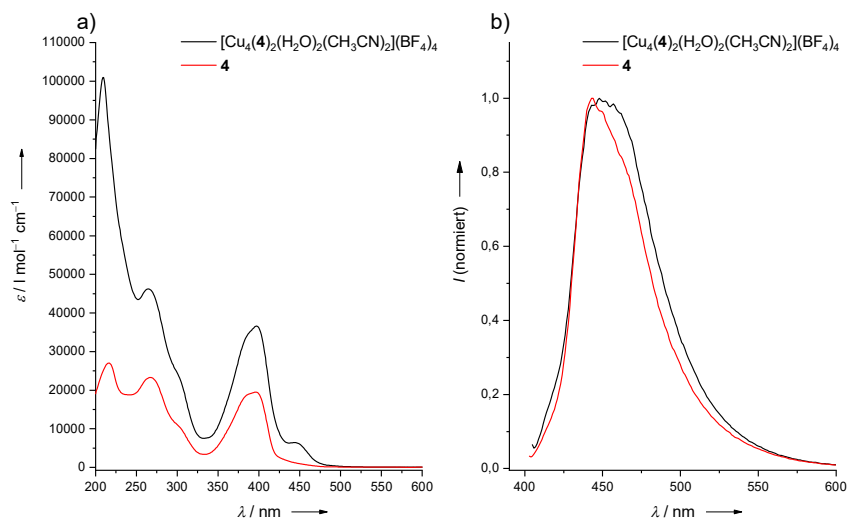 a)
[Cu₄(4)₂(H₂O)₂(CH₃CN)₂](BF₄)₄
4
110000
100000
90000
80000
70000
60000
50000
40000
30000
20000
10000
0
ε / l mol⁻¹ cm⁻¹
200 250 300 350 400 450 500 550 600
λ / nm
b)
[Cu₄(4)₂(H₂O)₂(CH₃CN)₂](BF₄)₄
4
1,0
0,8
0,6
0,4
0,2
0,0
I (normiert)
400 450 500 550 600
λ / nm